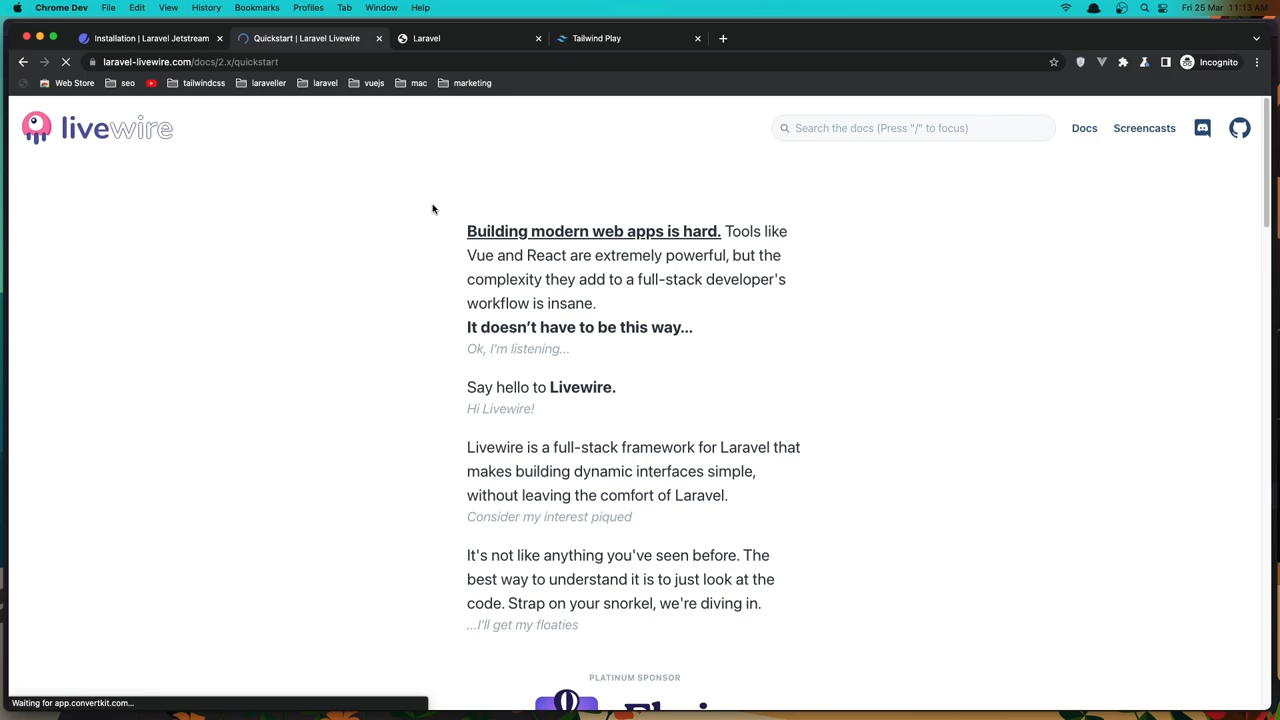 Chrome Dev File Edit View History Bookmarks Profiles Tab Window Help Fri 25 Mar 11:13 AM
Installation | Laravel Jetstream Quickstart | Laravel Livewire Laravel Tailwind Play
laravel-livewire.com/docs/2.x/quickstart Incognito
Web Store seo tailwindcss laraveller laravel vuejs mac marketing
livewire
Search the docs (Press "/" to focus) Docs Screencasts
Building modern web apps is hard. Tools like
Vue and React are extremely powerful, but the
complexity they add to a full-stack developer's
workflow is insane.
It doesn't have to be this way...
Ok, I'm listening...
Say hello to Livewire.
Hi Livewire!
Livewire is a full-stack framework for Laravel that
makes building dynamic interfaces simple,
without leaving the comfort of Laravel.
Consider my interest piqued
It's not like anything you've seen before. The
best way to understand it is to just look at the
code. Strap on your snorkel, we're diving in.
...I'll get my floaties
PLATINUM SPONSOR
Waiting for app.convertkit.com...